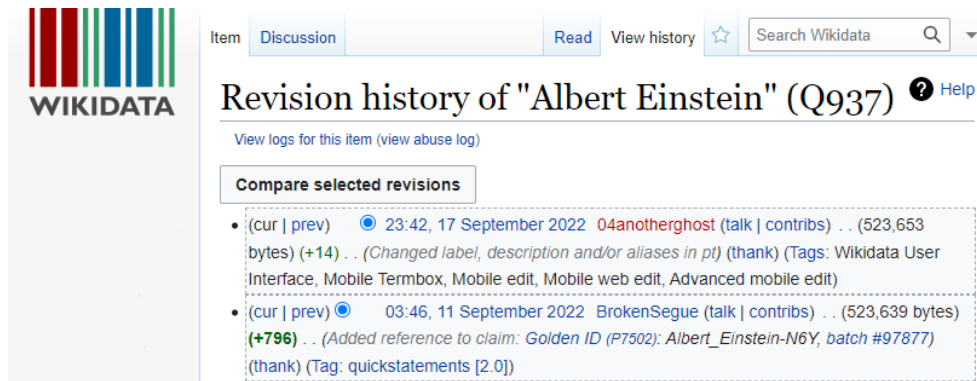 WIKIDATA
Item Discussion Read View history Search Wikidata
Revision history of "Albert Einstein" (Q937) ? Help
View logs for this item (view abuse log)
Compare selected revisions
• (cur | prev) 23:42, 17 September 2022 04anotherghost (talk | contribs) . . (523,653
bytes) (+14) . . (Changed label, description and/or aliases in pt) (thank) (Tags: Wikidata User
Interface, Mobile Termbox, Mobile edit, Mobile web edit, Advanced mobile edit)
• (cur | prev) 03:46, 11 September 2022 BrokenSegue (talk | contribs) . . (523,639 bytes)
(+796) . . (Added reference to claim: Golden ID (P7502): Albert_Einstein-N6Y, batch #97877)
(thank) (Tag: quickstatements [2.0])